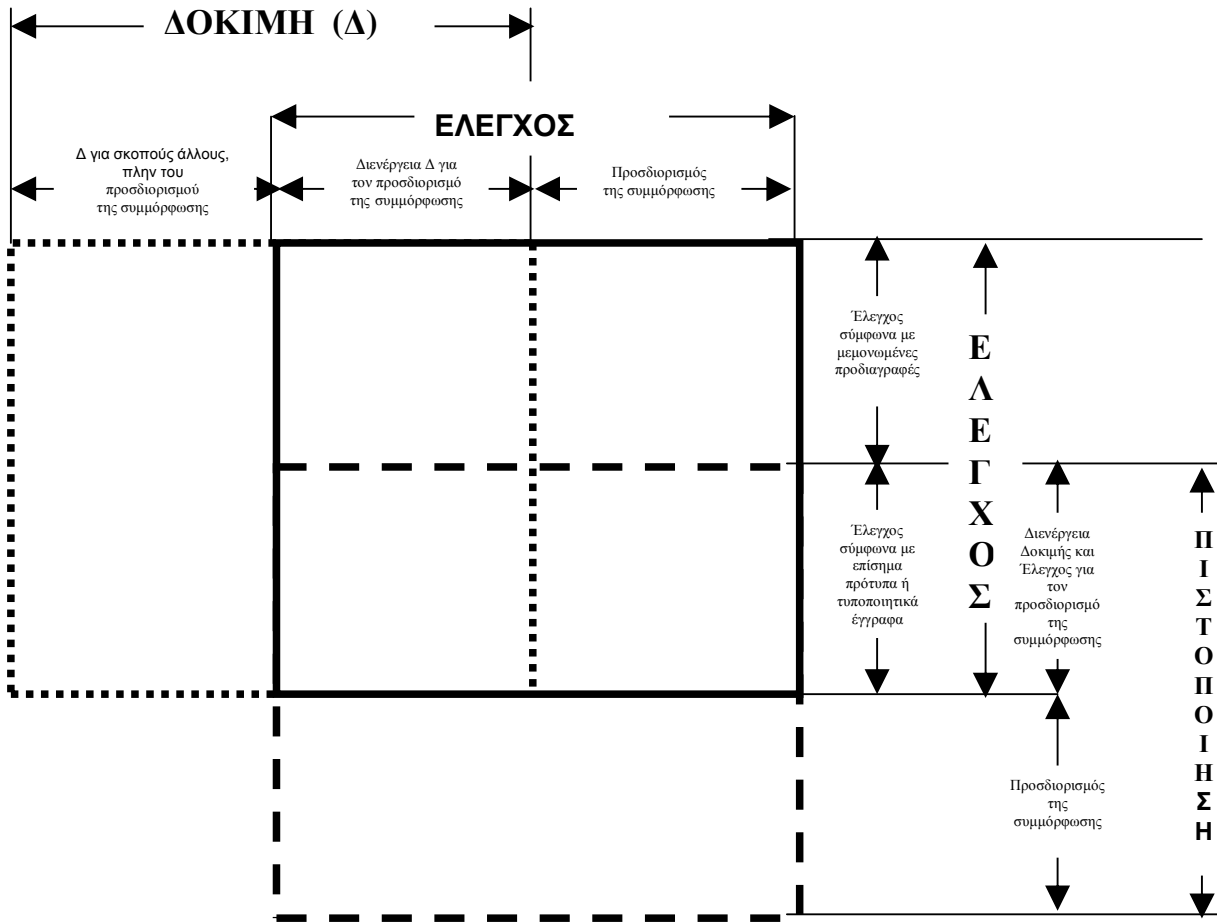 ΔΟΚΙΜΗ (Δ)
ΕΛΕΓΧΟΣ
Δ για σκοπούς άλλους,
πλην του
προσδιορισμού
της συμμόρφωσης
Διενέργεια Δ για
τον προσδιορισμό
της συμμόρφωσης
Προσδιορισμός
της συμμόρφωσης
Έλεγχος
σύμφωνα με
μεμονωμένες
προδιαγραφές
Ε
Λ
Ε
Γ
Χ
Ο
Σ
Έλεγχος
σύμφωνα με
επίσημα
πρότυπα ή
τυποποιητικά
έγγραφα
Διενέργεια
Δοκιμής και
Έλεγχος για
τον
προσδιορισμό
της
συμμόρφωσης
Π
Ι
Σ
Τ
Ο
Π
Ο
Ι
Η
Σ
Η
Προσδιορισμός
της
συμμόρφωσης